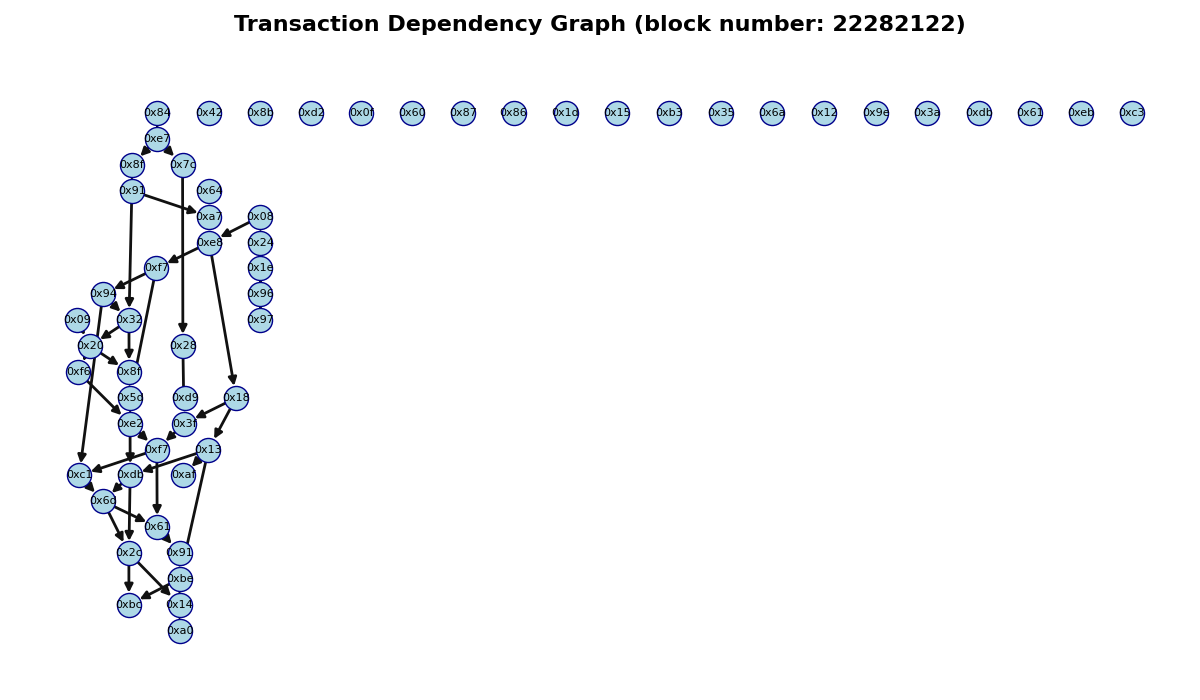 Transaction Dependency Graph (block number: 22282122)
0x84 0x42 0x8b 0xd2 0x0f 0x60 0x87 0x86 0x1d 0x15 0xb3 0x35 0x6a 0x12 0x9e 0x3a 0xdb 0x61 0xeb 0xc3
0xe7
0x8f 0x7c
0x91 0x64
0xa7 0x08
0xe8 0x24
0xf7 0x1e
0x94 0x96
0x09 0x32 0x97
0x20 0x28
0xf6 0x8f
0x5d 0xd9 0x18
0xe2 0x3f
0xf7 0x13
0xc1 0xdb 0xaf
0x6d
0x61
0x2c 0x91
0xbe
0xbc 0x14
0xa0